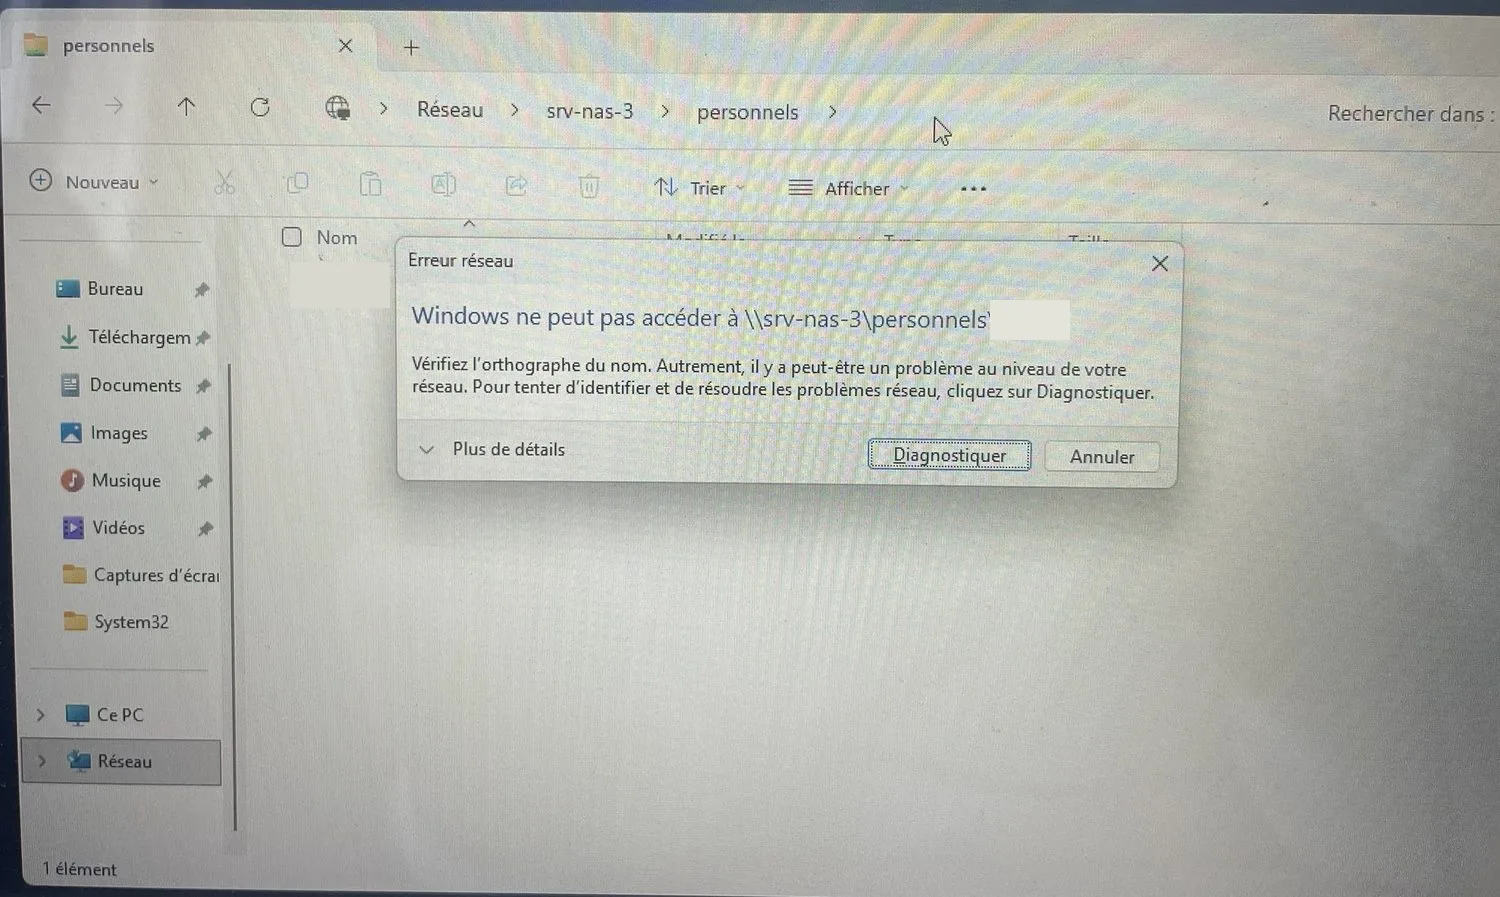 personnels
Réseau > srv-nas-3 > personnels >
Rechercher dans :
Nouveau
Trier
Afficher
Nom
Erreur réseau
Windows ne peut pas accéder à \\srv-nas-3\personnels\
Vérifiez l'orthographe du nom. Autrement, il y a peut-être un problème au niveau de votre
réseau. Pour tenter d'identifier et de résoudre les problèmes réseau, cliquez sur Diagnostiquer.
Plus de détails
Diagnostiquer
Annuler
Bureau
Téléchargem
Documents
Images
Musique
Vidéos
Captures d'écran
System32
Ce PC
Réseau
1 élément